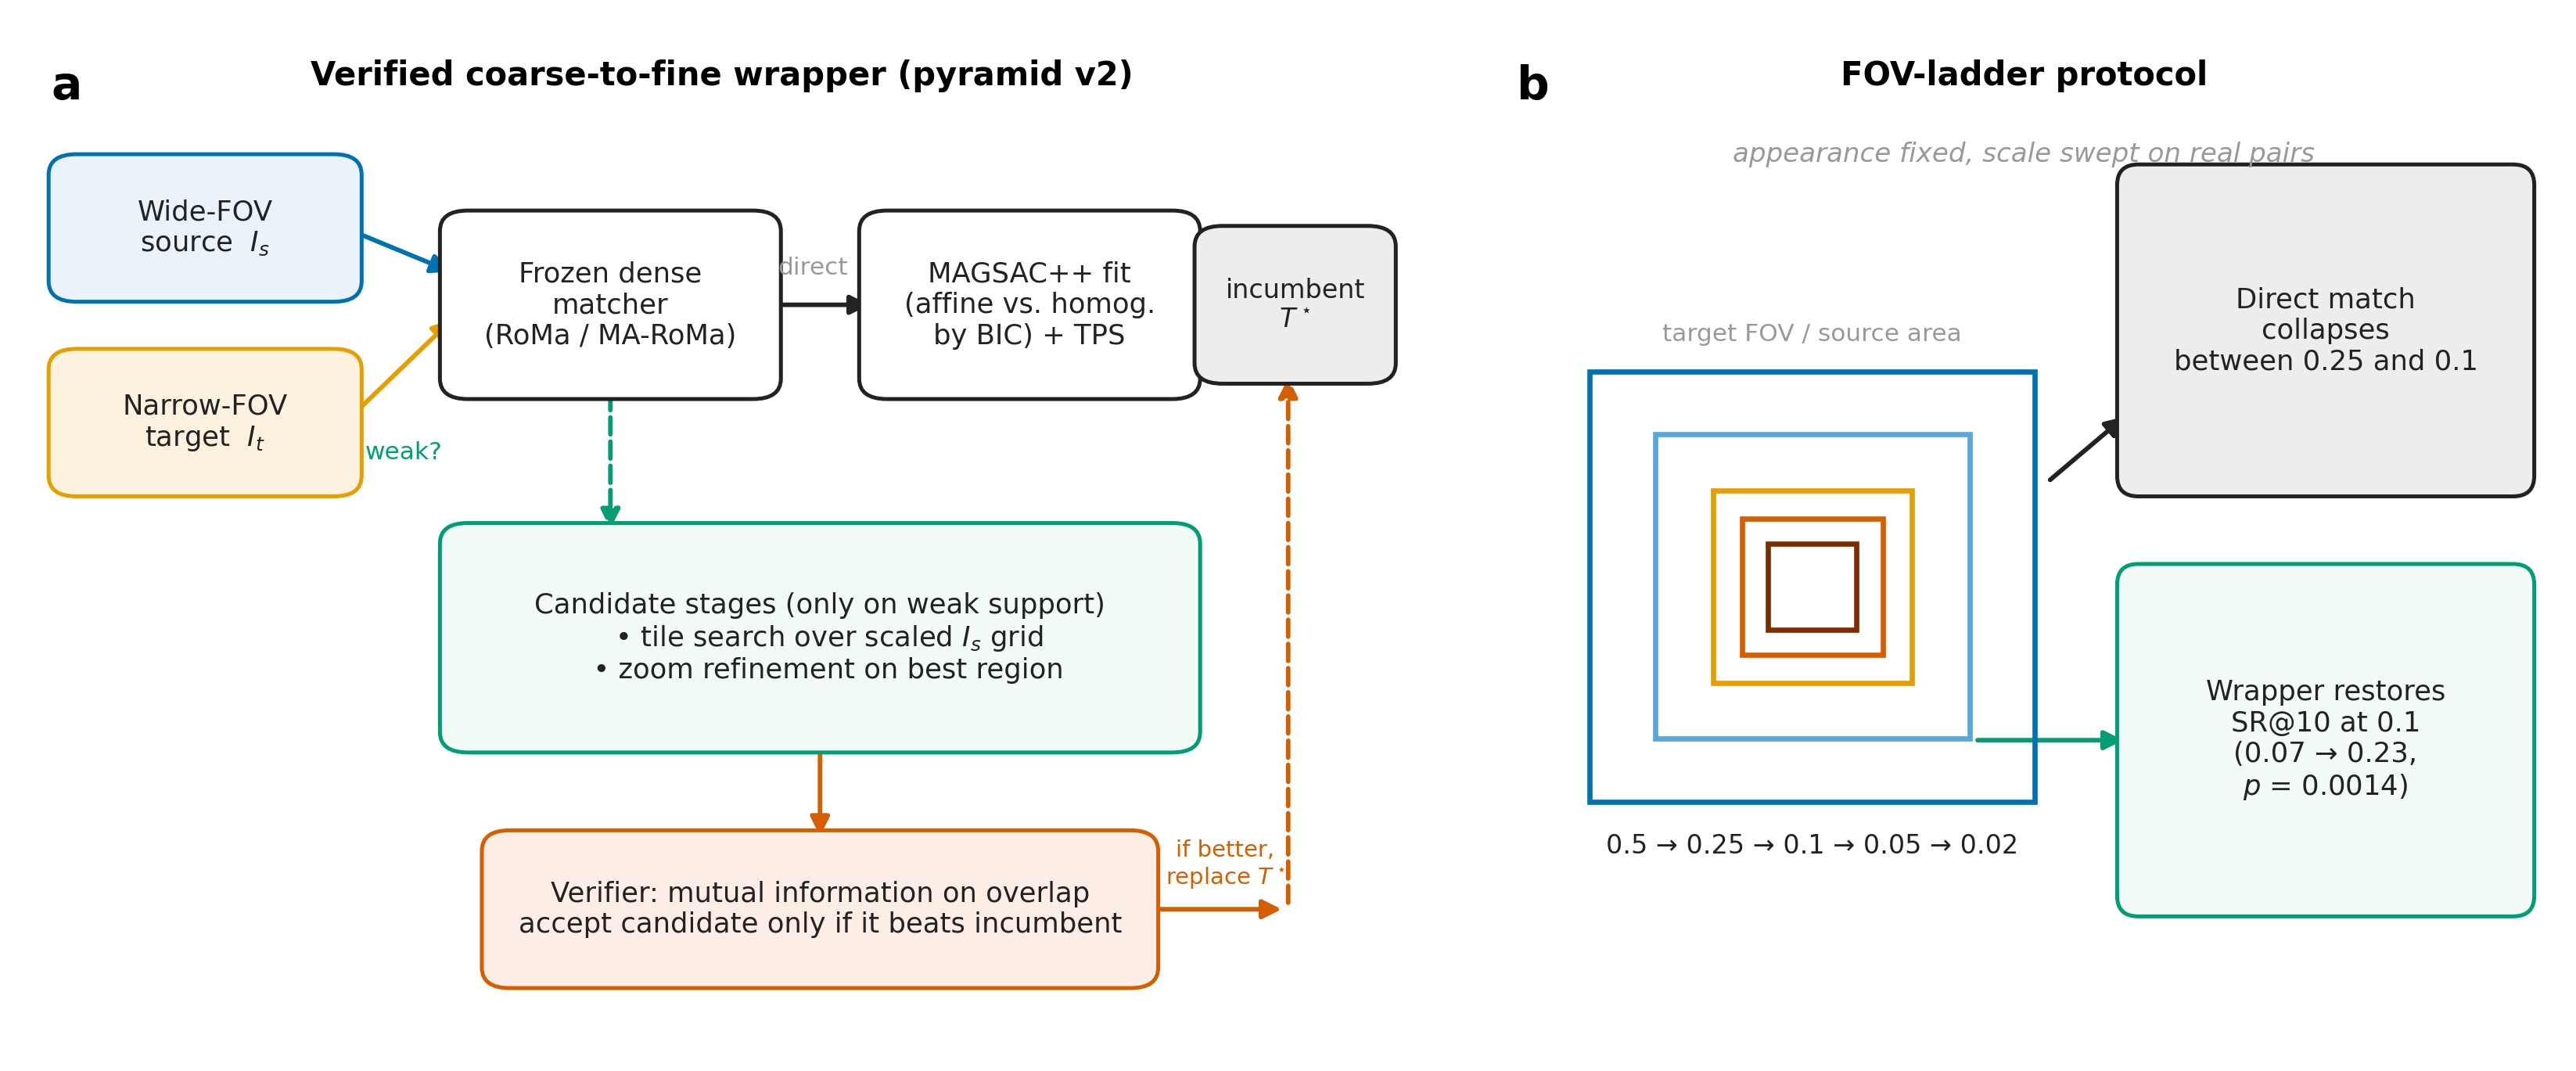 a
Verified coarse-to-fine wrapper (pyramid v2)
Wide-FOV
source I_s
Narrow-FOV
target I_t
weak?
Frozen dense
matcher
(RoMa / MA-RoMa)
direct
MAGSAC++ fit
(affine vs. homog.
by BIC) + TPS
incumbent
T⋆
Candidate stages (only on weak support)
• tile search over scaled I_s grid
• zoom refinement on best region
Verifier: mutual information on overlap
accept candidate only if it beats incumbent
if better,
replace T⋆
b
FOV-ladder protocol
appearance fixed, scale swept on real pairs
target FOV / source area
0.5 → 0.25 → 0.1 → 0.05 → 0.02
Direct match
collapses
between 0.25 and 0.1
Wrapper restores
SR@10 at 0.1
(0.07 → 0.23,
p = 0.0014)